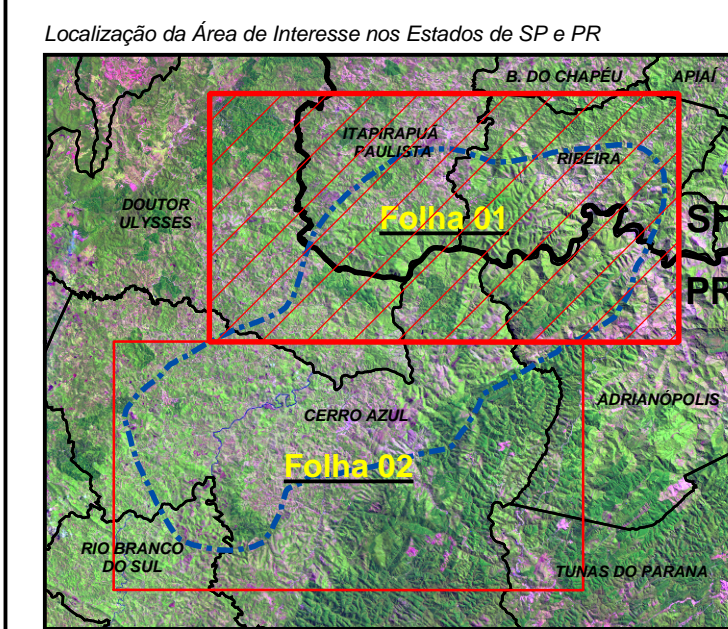 Localização da Área de Interesse nos Estados de SP e PR
B. DO CHAPÉU
APIAÍ
ITAPIRAPUÃ
PAULISTA
RIBEIRA
DOUTOR
ULYSSES
Folha 01
SP
PR
CERRO AZUL
ADRIANÓPOLIS
Folha 02
RIO BRANCO
DO SUL
TUNAS DO PARANA